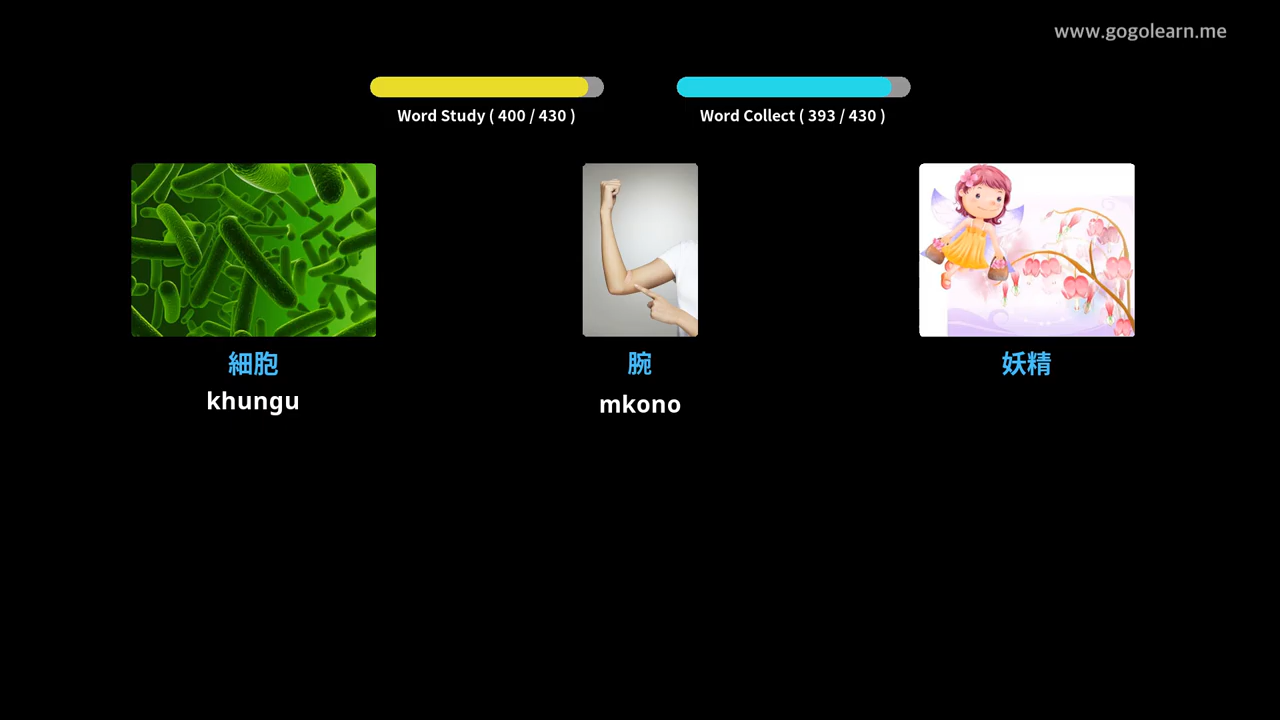 www.gogolearn.me
Word Study ( 400 / 430 )
Word Collect ( 393 / 430 )
細胞
腕
妖精
khungu
mkono